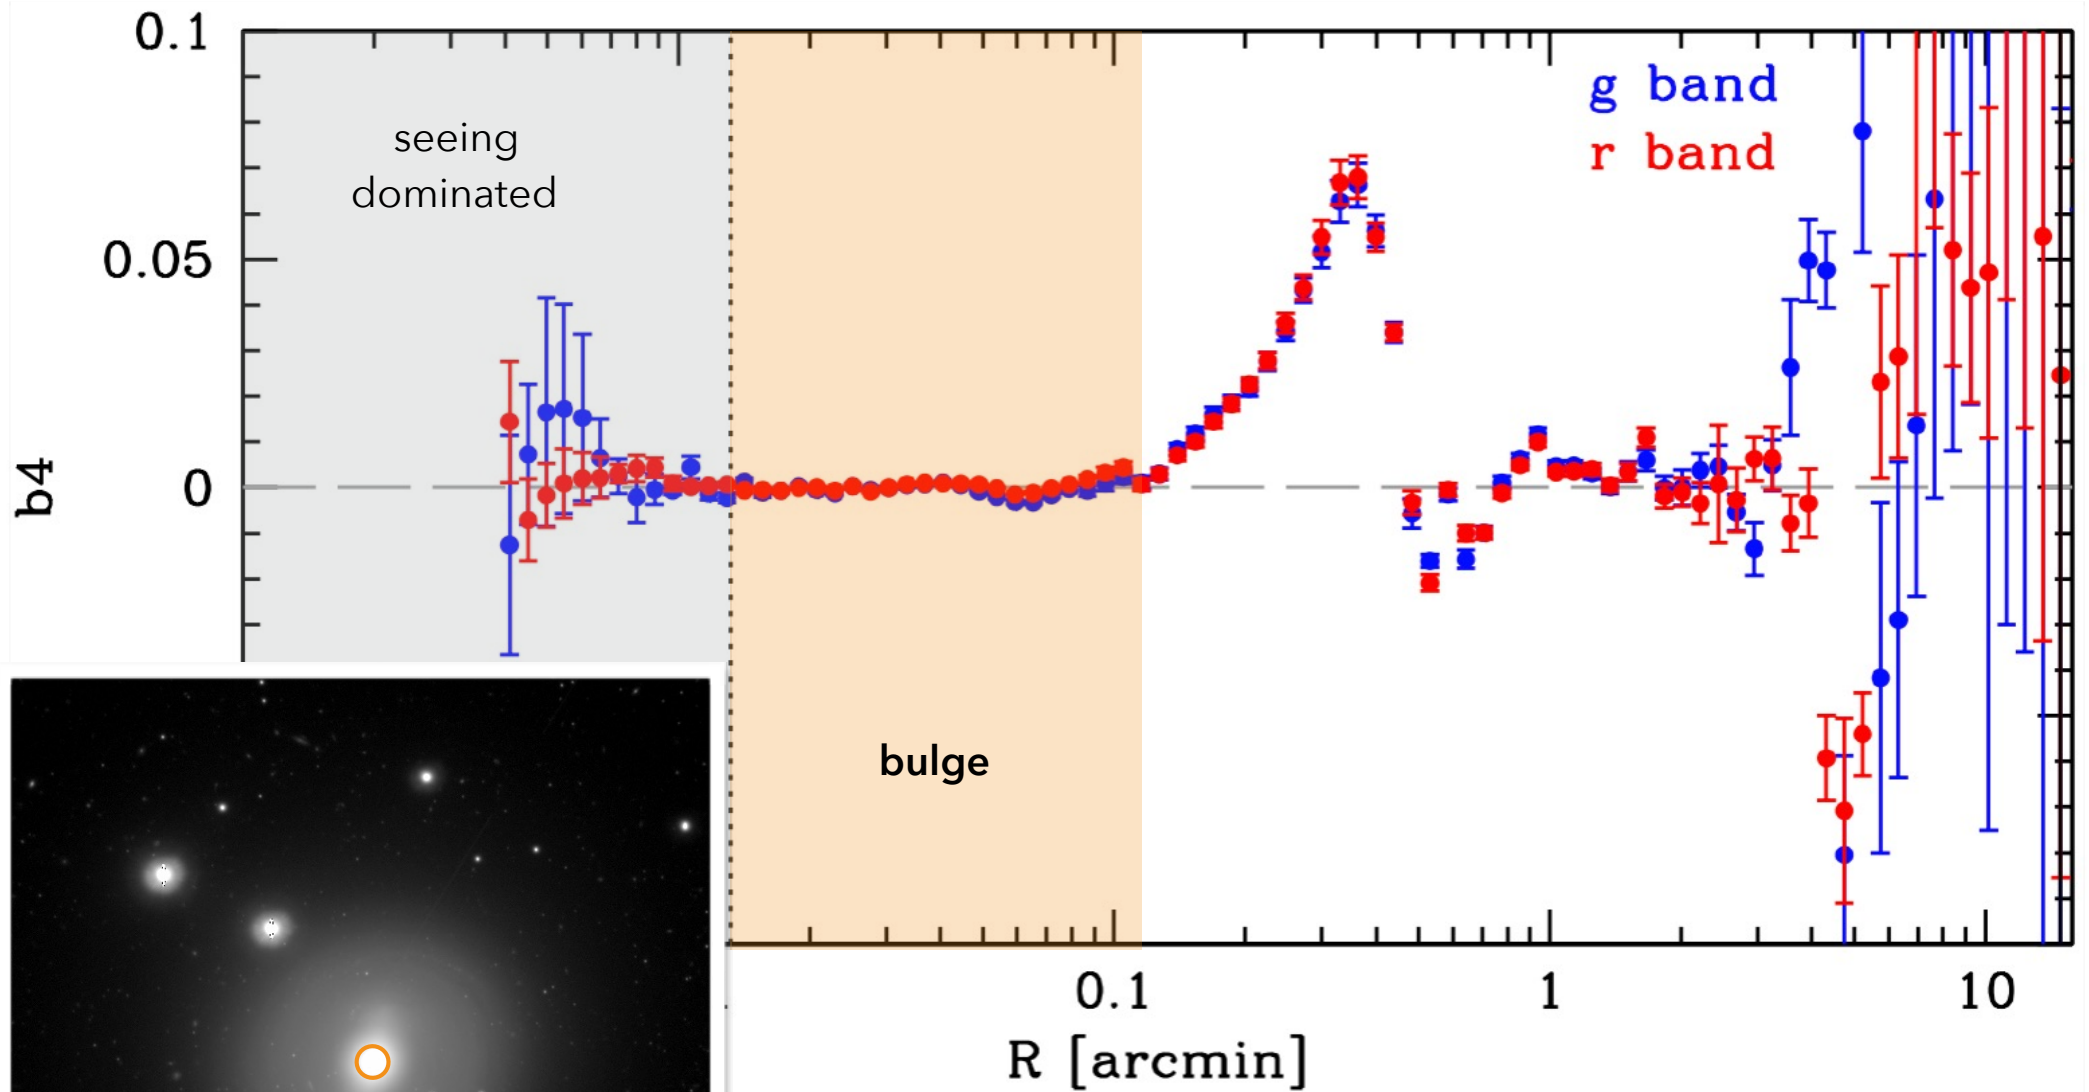 0.1
seeing
dominated
g band
r band
0.05
b4
0
bulge
0.1
1
10
R [arcmin]